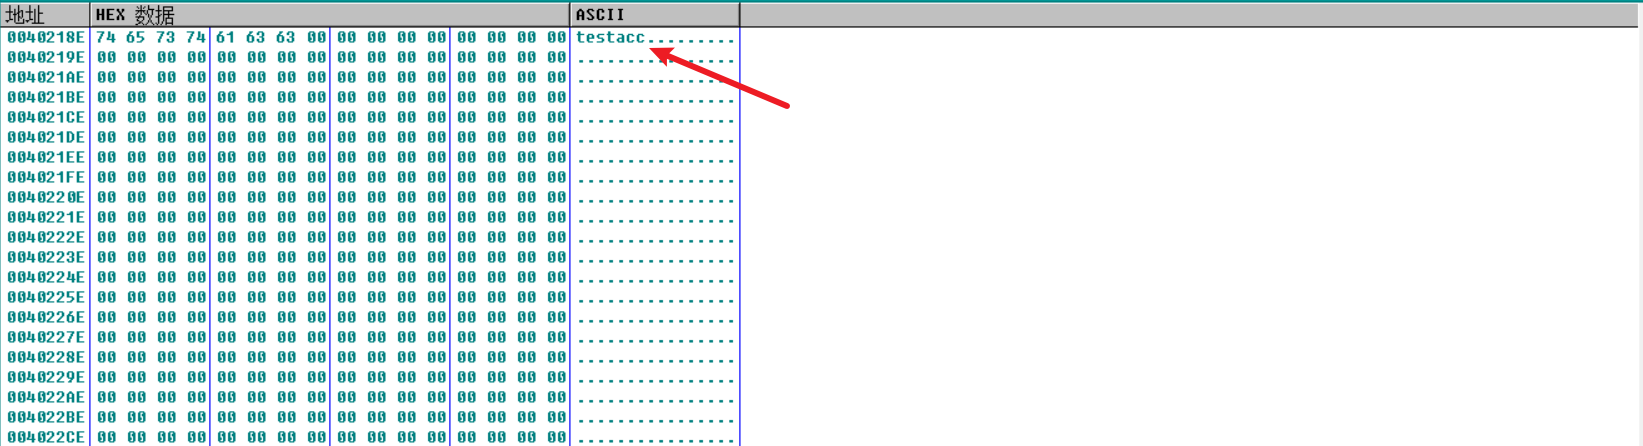 地址 HEX 数据 ASCII
0040218E 74 65 73 74 61 63 63 00 00 00 00 00 00 00 00 00 testacc.........
0040219E 00 00 00 00 00 00 00 00 00 00 00 00 00 00 00 00 ................
004021AE 00 00 00 00 00 00 00 00 00 00 00 00 00 00 00 00 ................
004021BE 00 00 00 00 00 00 00 00 00 00 00 00 00 00 00 00 ................
004021CE 00 00 00 00 00 00 00 00 00 00 00 00 00 00 00 00 ................
004021DE 00 00 00 00 00 00 00 00 00 00 00 00 00 00 00 00 ................
004021EE 00 00 00 00 00 00 00 00 00 00 00 00 00 00 00 00 ................
004021FE 00 00 00 00 00 00 00 00 00 00 00 00 00 00 00 00 ................
0040220E 00 00 00 00 00 00 00 00 00 00 00 00 00 00 00 00 ................
0040221E 00 00 00 00 00 00 00 00 00 00 00 00 00 00 00 00 ................
0040222E 00 00 00 00 00 00 00 00 00 00 00 00 00 00 00 00 ................
0040223E 00 00 00 00 00 00 00 00 00 00 00 00 00 00 00 00 ................
0040224E 00 00 00 00 00 00 00 00 00 00 00 00 00 00 00 00 ................
0040225E 00 00 00 00 00 00 00 00 00 00 00 00 00 00 00 00 ................
0040226E 00 00 00 00 00 00 00 00 00 00 00 00 00 00 00 00 ................
0040227E 00 00 00 00 00 00 00 00 00 00 00 00 00 00 00 00 ................
0040228E 00 00 00 00 00 00 00 00 00 00 00 00 00 00 00 00 ................
0040229E 00 00 00 00 00 00 00 00 00 00 00 00 00 00 00 00 ................
004022AE 00 00 00 00 00 00 00 00 00 00 00 00 00 00 00 00 ................
004022BE 00 00 00 00 00 00 00 00 00 00 00 00 00 00 00 00 ................
004022CE 00 00 00 00 00 00 00 00 00 00 00 00 00 00 00 00 ................